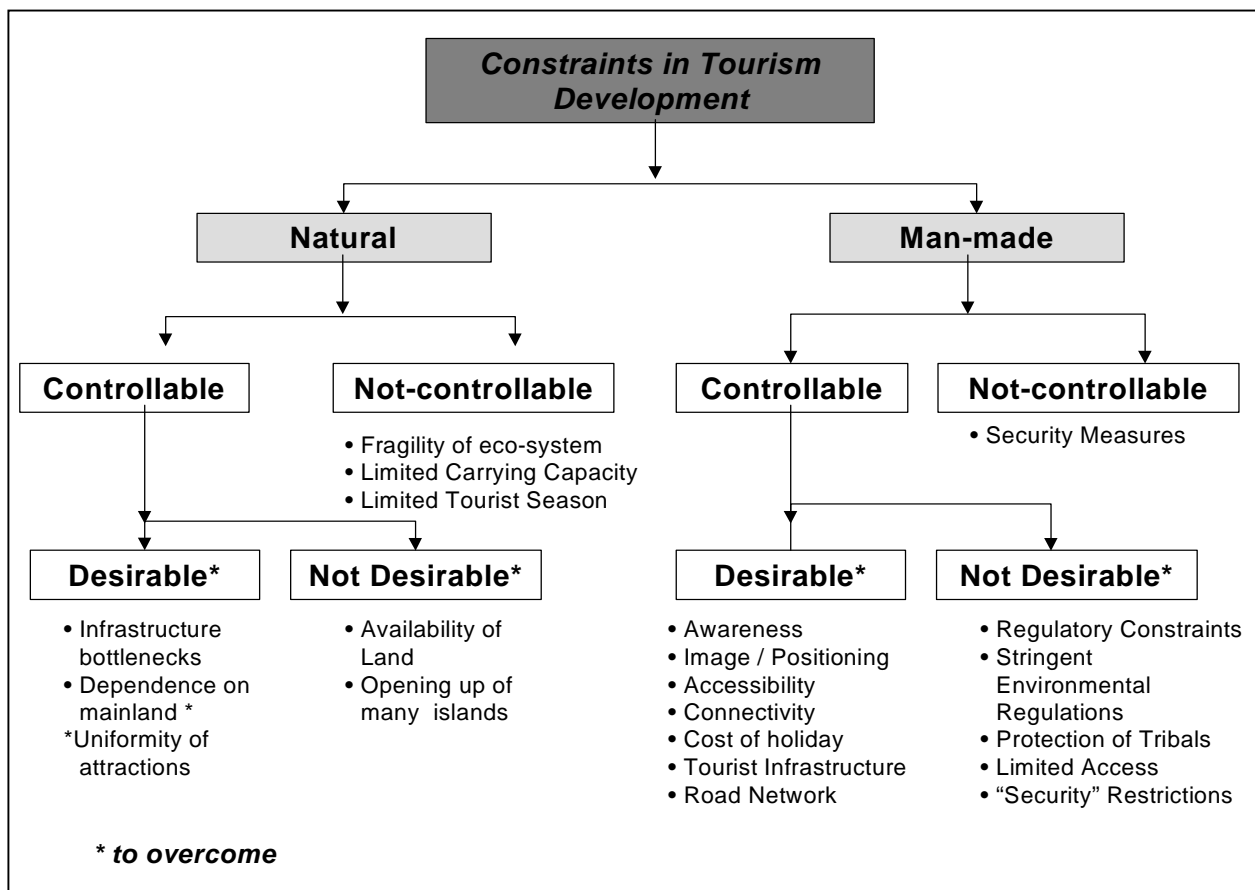 Constraints in Tourism
Development
Natural
Man-made
Controllable
Not-controllable
• Fragility of eco-system
• Limited Carrying Capacity
• Limited Tourist Season
Controllable
Not-controllable
• Security Measures
Desirable*
• Infrastructure
bottlenecks
• Dependence on
mainland *
*Uniformity of
attractions
Not Desirable*
• Availability of
Land
• Opening up of
many islands
Desirable*
• Awareness
• Image / Positioning
• Accessibility
• Connectivity
• Cost of holiday
• Tourist Infrastructure
• Road Network
Not Desirable*
• Regulatory Constraints
• Stringent
Environmental
Regulations
• Protection of Tribals
• Limited Access
• “Security” Restrictions
* to overcome